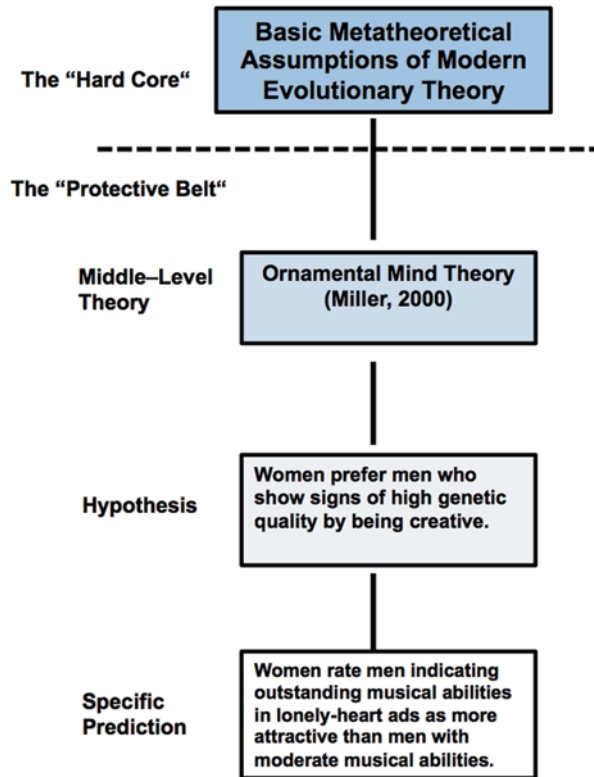 Basic Metatheoretical
Assumptions of Modern
Evolutionary Theory
The “Hard Core“
The “Protective Belt“
Middle–Level
Theory
Ornamental Mind Theory
(Miller, 2000)
Hypothesis
Women prefer men who
show signs of high genetic
quality by being creative.
Specific
Prediction
Women rate men indicating
outstanding musical abilities
in lonely-heart ads as more
attractive than men with
moderate musical abilities.